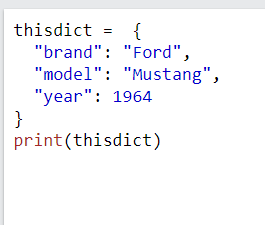 thisdict =  {
  "brand": "Ford",
  "model": "Mustang",
  "year": 1964
}
print(thisdict)